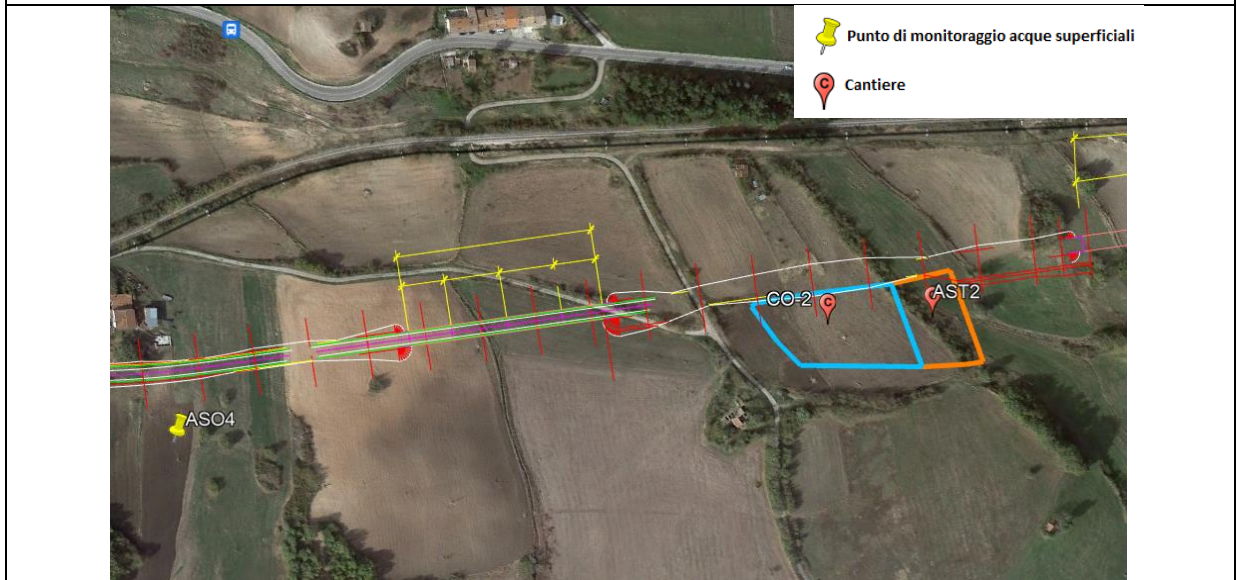 Punto di monitoraggio acque superficiali
C Cantiere
CO-2
C
AST2
C
ASO4